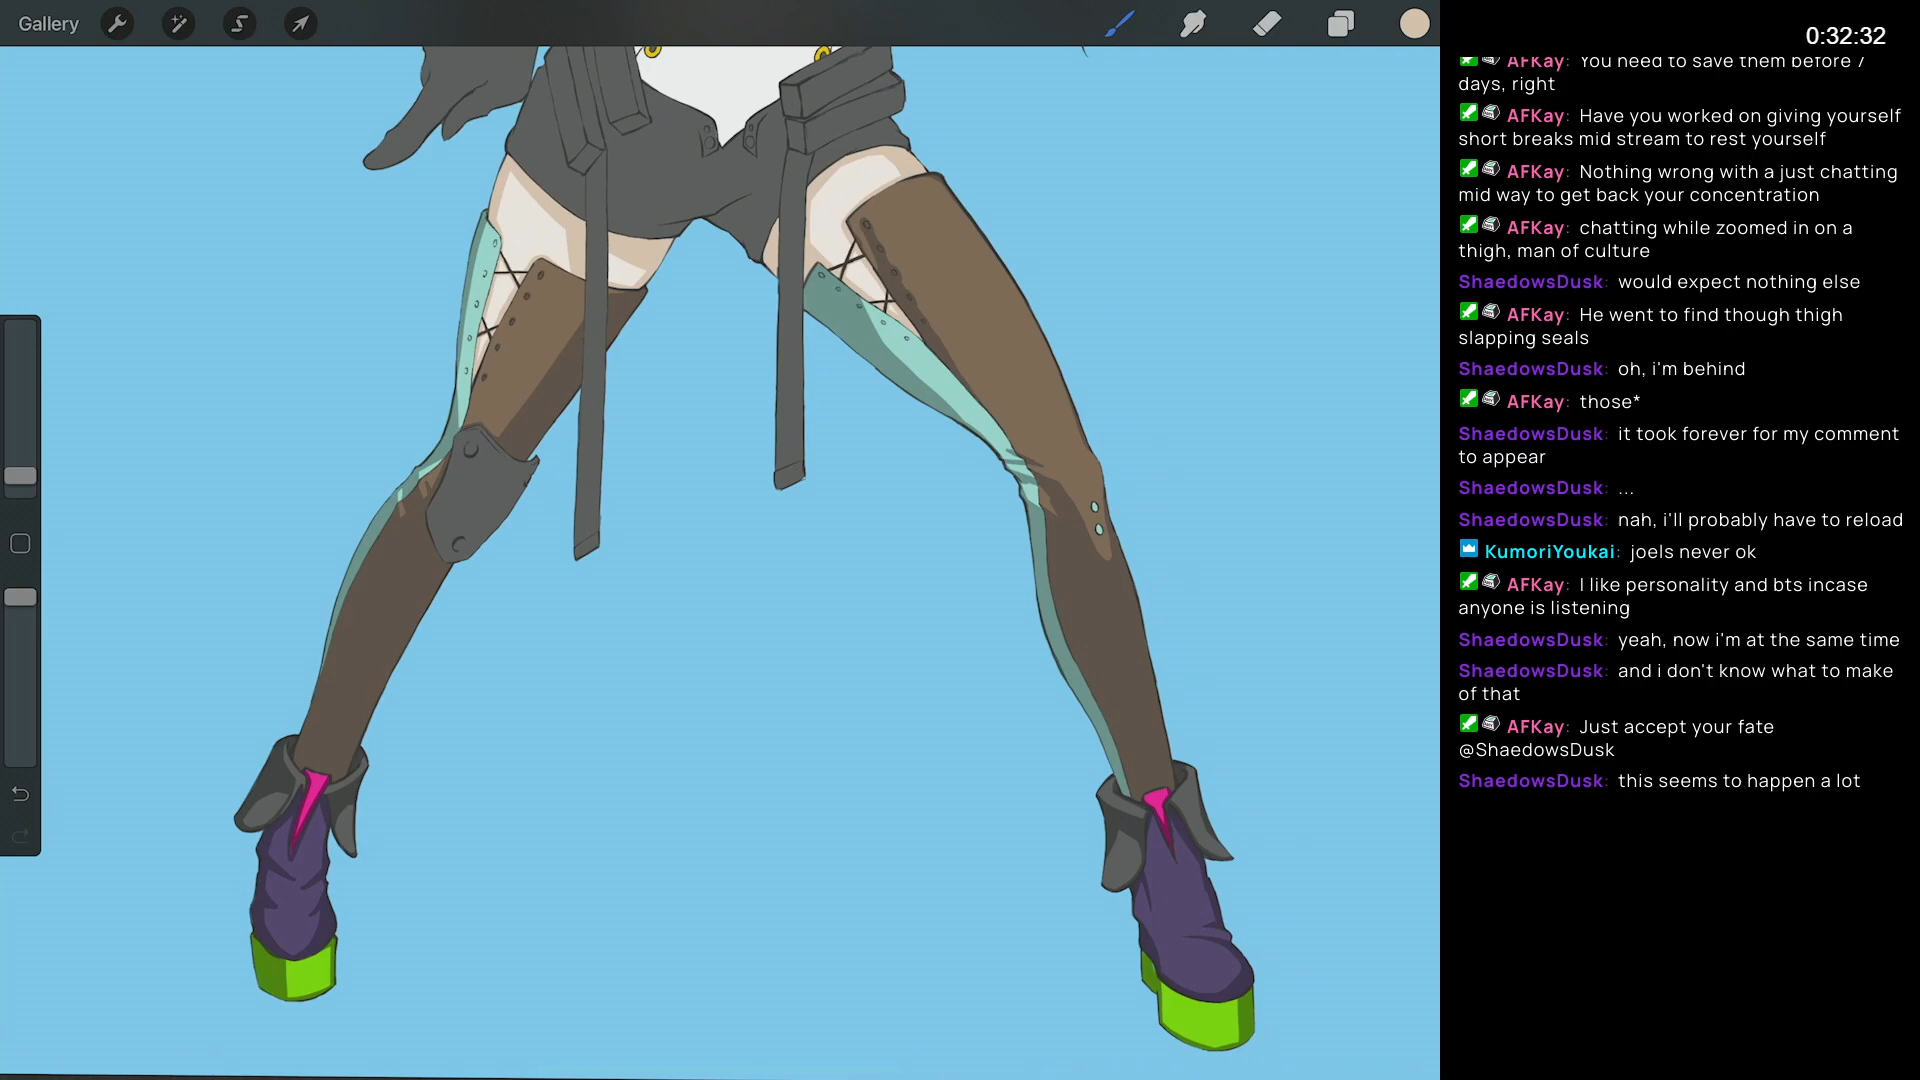 Gallery
0:32:32
AFKay: You need to save them before 7
days, right
AFKay: Have you worked on giving yourself
short breaks mid stream to rest yourself
AFKay: Nothing wrong with a just chatting
mid way to get back your concentration
AFKay: chatting while zoomed in on a
thigh, man of culture
ShaedowsDusk: would expect nothing else
AFKay: He went to find though thigh
slapping seals
ShaedowsDusk: oh, i'm behind
AFKay: those*
ShaedowsDusk: it took forever for my comment
to appear
ShaedowsDusk: ...
ShaedowsDusk: nah, i'll probably have to reload
KumoriYoukai: joels never ok
AFKay: I like personality and bts incase
anyone is listening
ShaedowsDusk: yeah, now i'm at the same time
ShaedowsDusk: and i don't know what to make
of that
AFKay: Just accept your fate
@ShaedowsDusk
ShaedowsDusk: this seems to happen a lot